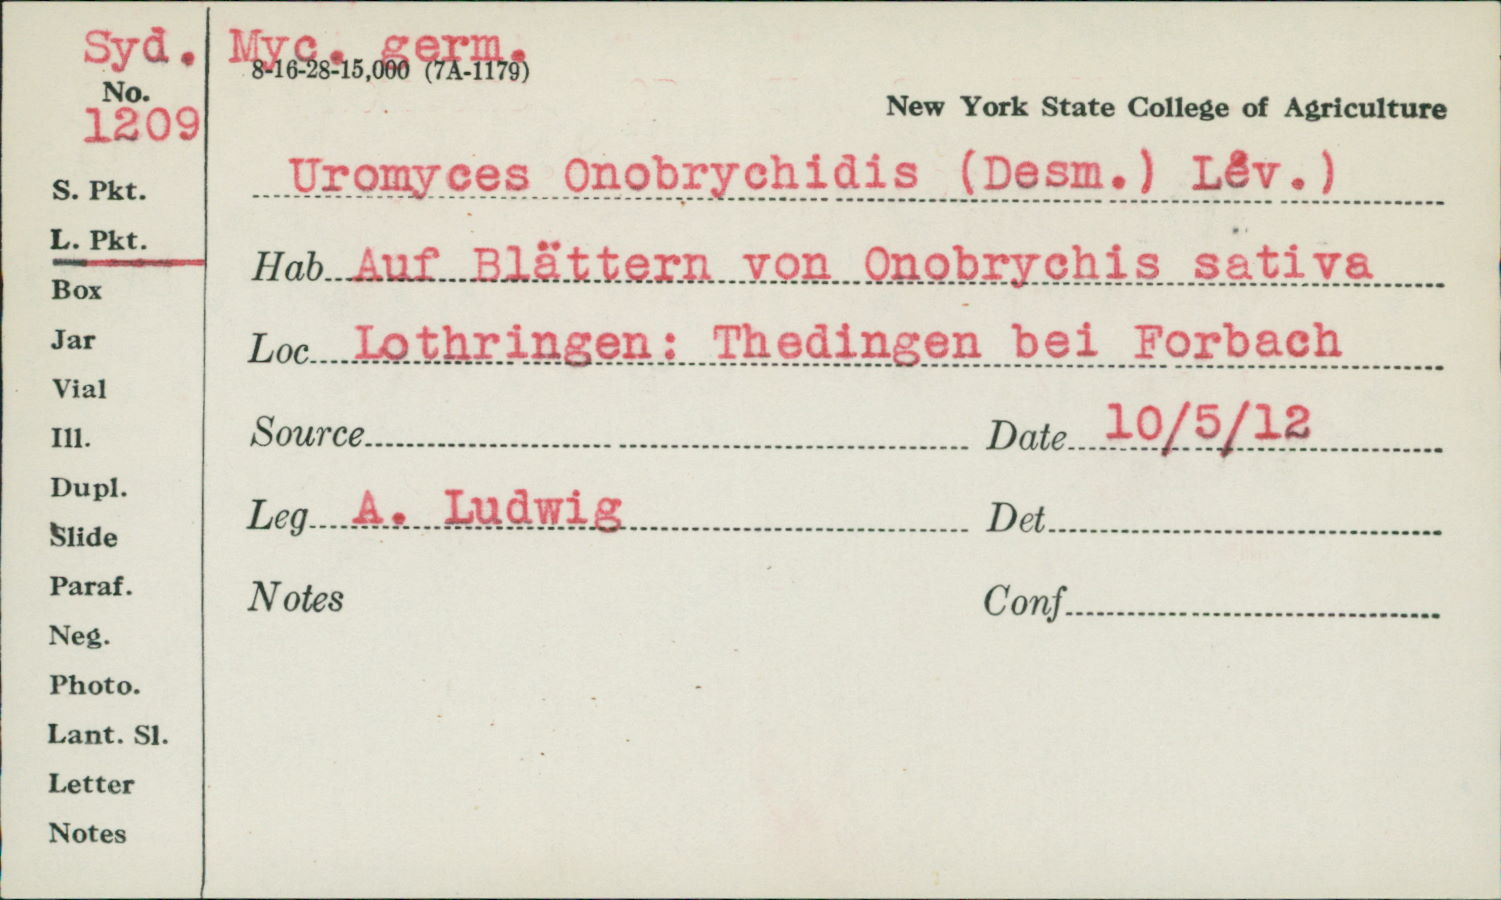 Syd. Myc. germ.
8-16-28-15,000 (7A-1179)
No.
1209
New York State College of Agriculture
Uromyces Onobrychidis (Desm.) Lév.)
S. Pkt.
L. Pkt.
Hab. Auf Blättern von Onobrychis sativa
Box
Loc. Lothringen: Thedingen bei Forbach
Jar
Vial
Source Date 10/5/12
Ill.
Dupl.
Leg. A. Ludwig Det.
Slide
Paraf.
Notes Conf.
Neg.
Photo.
Lant. Sl.
Letter
Notes